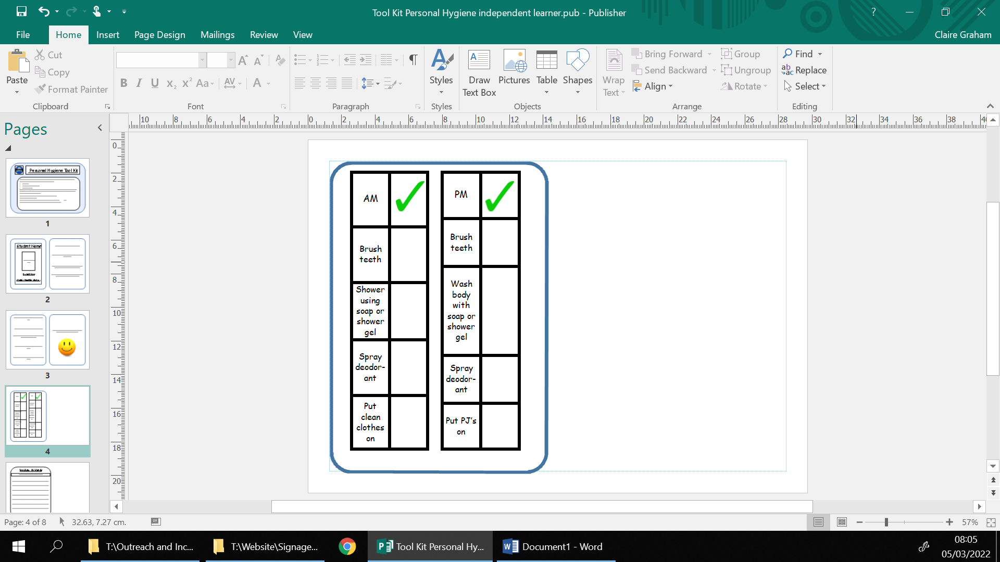 Tool Kit Personal Hygiene independent learner.pub - Publisher
?
File Home Insert Page Design Mailings Review View
Claire Graham
Paste
Cut
Copy
Format Painter
Clipboard
B I U x₂ x² Aa AV A
Font
Paragraph
Styles
Styles
Draw Text Box
Pictures
Table
Shapes
Objects
Wrap Text
Bring Forward
Send Backward
Align
Group
Ungroup
Rotate
Arrange
Find
Replace
Select
Editing
Pages
10 8 6 4 2 0 2 4 6 8 10 12 14 16 18 20 22 24 26 28 30 32 34 36 38 40
0
2
4
6
8
10
12
14
16
18
20
Personal Hygiene Tool Kit
1
Student Name
2
3
4
AM
Brush
teeth
Shower
using
soap or
shower
gel
Spray
deodor-
ant
Put
clean
clothes
on
PM
Brush
teeth
Wash
body
with
soap or
shower
gel
Spray
deodor-
ant
Put PJ's
on
Page: 4 of 8
32.63, 7.27 cm.
57%
T:\Outreach and Inc...
T:\Website\Signage...
Tool Kit Personal Hy...
Document1 - Word
08:05
05/03/2022